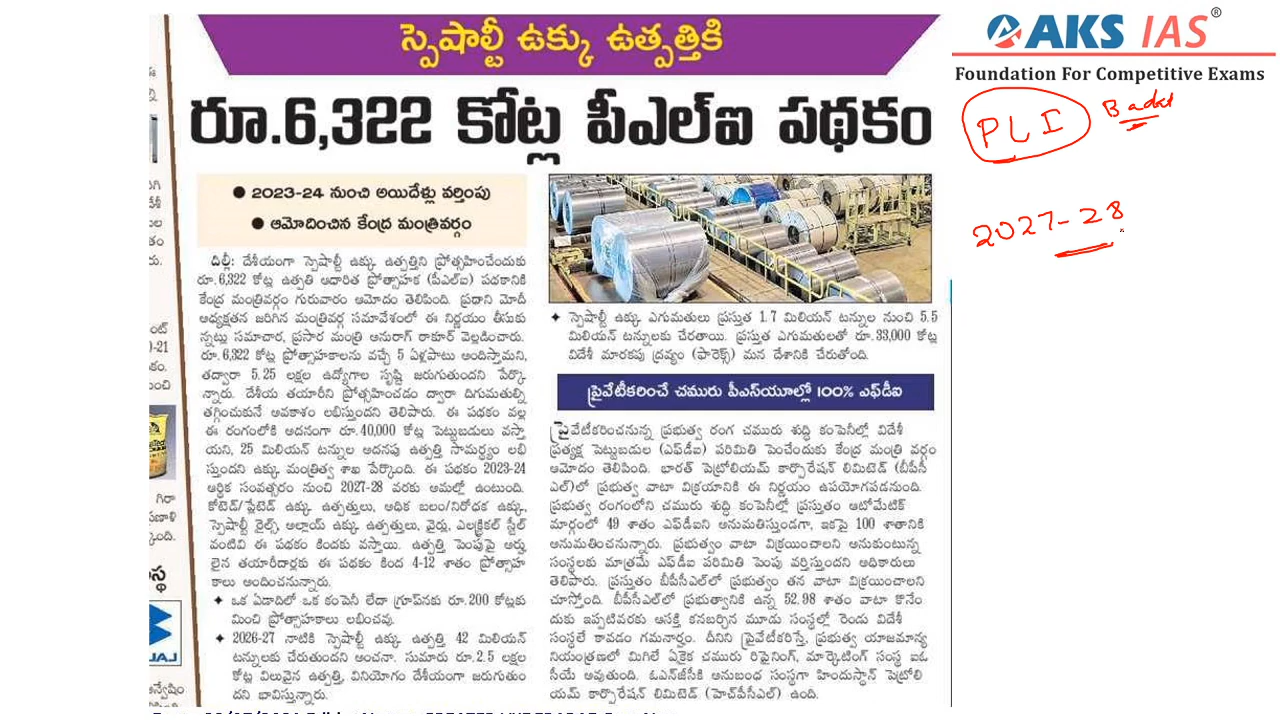 స్పెషాల్టీ ఉక్కు ఉత్పత్తికి
రూ.6,322 కోట్ల పీఎల్ఐ పథకం
● 2023-24 నుంచి అయిదేళ్లు వర్తింపు
● ఆమోదించిన కేంద్ర మంత్రివర్గం
దిల్లీ: దేశీయంగా స్పెషాల్టీ ఉక్కు ఉత్పత్తిని ప్రోత్సహించేందుకు
రూ.6,322 కోట్ల ఉత్పతి ఆధారిత ప్రోత్సాహక (పీఎల్ఐ) పథకానికి
కేంద్ర మంత్రివర్గం గురువారం ఆమోదం తెలిపింది. ప్రధాని మోదీ
అధ్యక్షతన జరిగిన మంత్రివర్గ సమావేశంలో ఈ నిర్ణయం తీసుకు
న్నట్లు సమాచార, ప్రసార మంత్రి అనురాగ్ ఠాకూర్ వెల్లడించారు.
రూ.6,322 కోట్ల ప్రోత్సాహకాలను వచ్చే 5 ఏళ్లపాటు అందిస్తామని,
తద్వారా 5.25 లక్షల ఉద్యోగాల సృష్టి జరుగుతుందని పేర్కొ
న్నారు. దేశీయ తయారీని ప్రోత్సహించడం ద్వారా దిగుమతుల్ని
తగ్గించుకునే అవకాశం లభిస్తుందని తెలిపారు. ఈ పథకం వల్ల
ఈ రంగంలోకి అదనంగా రూ.40,000 కోట్ల పెట్టుబడులు వస్తా
యని, 25 మిలియన్ టన్నుల అదనపు ఉత్పత్తి సామర్థ్యం లభి
స్తుందని ఉక్కు మంత్రిత్వ శాఖ పేర్కొంది. ఈ పథకం 2023-24
ఆర్థిక సంవత్సరం నుంచి 2027-28 వరకు అమల్లో ఉంటుంది.
కోటెడ్/ప్లేటెడ్ ఉక్కు ఉత్పత్తులు, అధిక బలం/నిరోధక ఉక్కు,
స్పెషాల్టీ రైల్స్, అల్లాయ్ ఉక్కు ఉత్పత్తులు, వైర్లు, ఎలక్ట్రికల్ స్టీల్
వంటివి ఈ పథకం కిందకు వస్తాయి. ఉత్పత్తి పెంపుపై అర్హు
లైన తయారీదార్లకు ఈ పథకం కింద 4-12 శాతం ప్రోత్సాహ
కాలు అందించనున్నారు.
✦ ఒక ఏడాదిలో ఒక కంపెనీ లేదా గ్రూప్‌నకు రూ.200 కోట్లకు
మించి ప్రోత్సాహకాలు లభించవు.
✦ 2026-27 నాటికి స్పెషాల్టీ ఉక్కు ఉత్పత్తి 42 మిలియన్
టన్నులకు చేరుతుందని అంచనా. సుమారు రూ.2.5 లక్షల
కోట్ల విలువైన ఉత్పత్తి, వినియోగం దేశీయంగా జరుగుతుం
దని భావిస్తున్నారు.
✦ స్పెషాల్టీ ఉక్కు ఎగుమతులు ప్రస్తుత 1.7 మిలియన్ టన్నుల నుంచి 5.5
మిలియన్ టన్నులకు చేరతాయి. ప్రస్తుత ఎగుమతులతో రూ.33,000 కోట్ల
విదేశీ మారకపు ద్రవ్యం (ఫారెక్స్) మన దేశానికి చేరుతోంది.
ప్రైవేటీకరించే చమురు పీఎస్‌యూల్లో 100% ఎఫ్‌డీఐ
ప్రైవేటీకరించనున్న ప్రభుత్వ రంగ చమురు శుద్ధి కంపెనీల్లో విదేశీ
ప్రత్యక్ష పెట్టుబడుల (ఎఫ్‌డీఐ) పరిమితి పెంచేందుకు కేంద్ర మంత్రి వర్గం
ఆమోదం తెలిపింది. భారత్ పెట్రోలియమ్ కార్పొరేషన్ లిమిటెడ్ (బీపీసీ
ఎల్)లో ప్రభుత్వ వాటా విక్రయానికి ఈ నిర్ణయం ఉపయోగపడనుంది.
ప్రభుత్వ రంగంలోని చమురు శుద్ధి కంపెనీల్లో ప్రస్తుతం ఆటోమేటిక్
మార్గంలో 49 శాతం ఎఫ్‌డీఐని అనుమతిస్తుండగా, ఇకపై 100 శాతానికి
అనుమతించనున్నారు. ప్రభుత్వం వాటా విక్రయించాలని అనుకుంటున్న
సంస్థలకు మాత్రమే ఎఫ్‌డీఐ పరిమితి పెంపు వర్తిస్తుందని అధికారులు
తెలిపారు. ప్రస్తుతం బీపీసీఎల్‌లో ప్రభుత్వం తన వాటా విక్రయించాలని
చూస్తోంది. బీపీసీఎల్‌లో ప్రభుత్వానికి ఉన్న 52.98 శాతం వాటా కొనేం
దుకు ఇప్పటివరకు ఆసక్తి కనబర్చిన మూడు సంస్థల్లో రెండు విదేశీ
సంస్థలే కావడం గమనార్హం. దీనిని ప్రైవేటీకరిస్తే, ప్రభుత్వ యాజమాన్య
నియంత్రణలో మిగిలే ఏకైక చమురు రిఫైనింగ్, మార్కెటింగ్ సంస్థ ఐఓ
సీయే అవుతుంది. ఓఎన్‌జీసీకి అనుబంధ సంస్థగా హిందుస్థాన్ పెట్రోలి
యమ్ కార్పొరేషన్ లిమిటెడ్ (హెచ్‌పీసీఎల్) ఉంది.
AKS IAS®
Foundation For Competitive Exams
PLI
2027-28